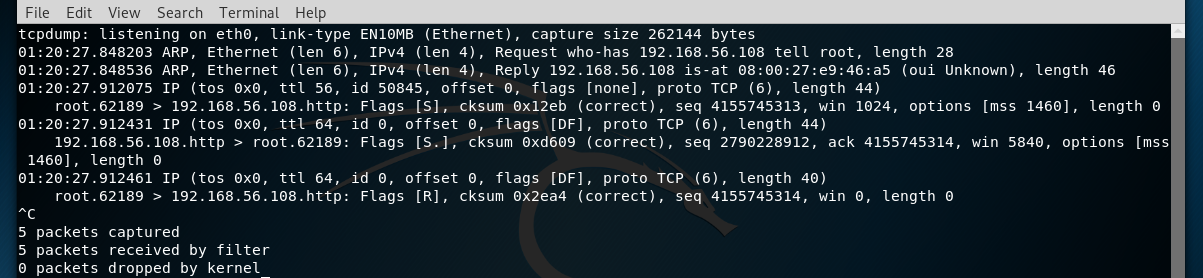 File Edit View Search Terminal Help
tcpdump: listening on eth0, link-type EN10MB (Ethernet), capture size 262144 bytes
01:20:27.848203 ARP, Ethernet (len 6), IPv4 (len 4), Request who-has 192.168.56.108 tell root, length 28
01:20:27.848536 ARP, Ethernet (len 6), IPv4 (len 4), Reply 192.168.56.108 is-at 08:00:27:e9:46:a5 (oui Unknown), length 46
01:20:27.912075 IP (tos 0x0, ttl 56, id 50845, offset 0, flags [none], proto TCP (6), length 44)
    root.62189 > 192.168.56.108.http: Flags [S], cksum 0x12eb (correct), seq 4155745313, win 1024, options [mss 1460], length 0
01:20:27.912431 IP (tos 0x0, ttl 64, id 0, offset 0, flags [DF], proto TCP (6), length 44)
    192.168.56.108.http > root.62189: Flags [S.], cksum 0xd609 (correct), seq 2790228912, ack 4155745314, win 5840, options [mss
 1460], length 0
01:20:27.912461 IP (tos 0x0, ttl 64, id 0, offset 0, flags [DF], proto TCP (6), length 40)
    root.62189 > 192.168.56.108.http: Flags [R], cksum 0x2ea4 (correct), seq 4155745314, win 0, length 0
^C
5 packets captured
5 packets received by filter
0 packets dropped by kernel